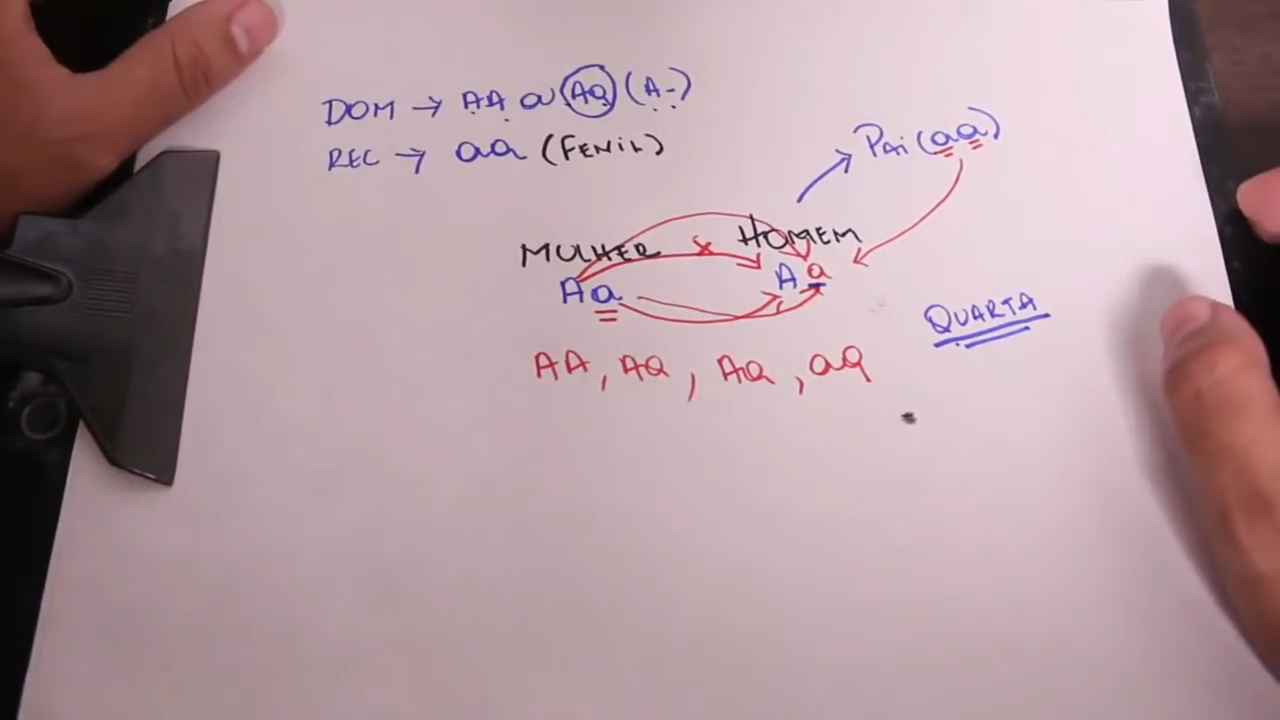 DOM → AA ou Aa (A-)
REC → aa (FENIL)
PAi (aa)
MULHER x HOMEM
Aa Aa
QUARTA
AA, Aa, Aa, aa